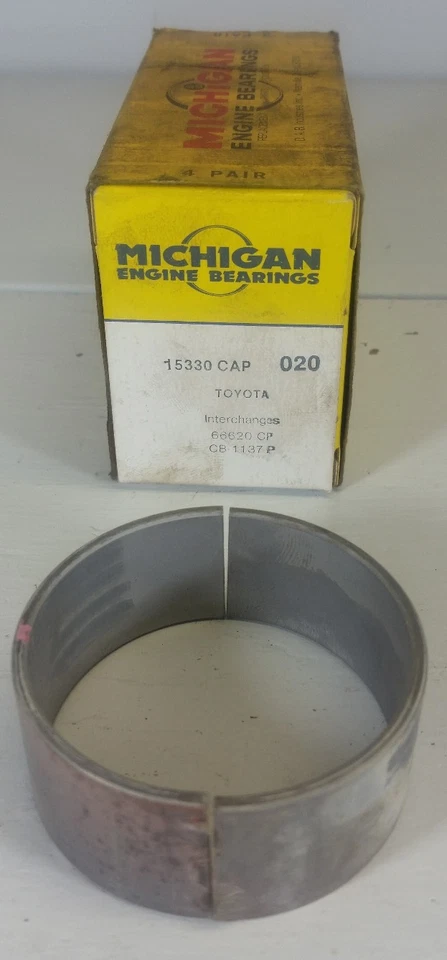 MICHIGAN
ENGINE BEARINGS
4 PAIR
MICHIGAN
ENGINE BEARINGS
15330 CAP 020
TOYOTA
Interchanges
66620 CP
CB-1137 P